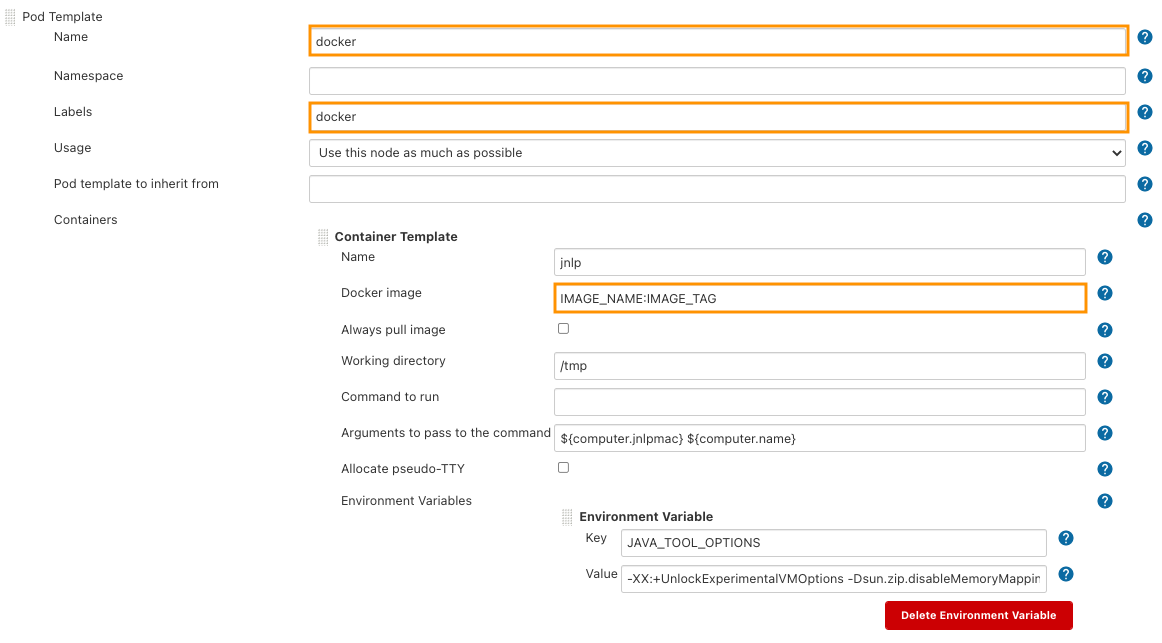 Pod Template
Name
docker
Namespace
Labels
docker
Usage
Use this node as much as possible
Pod template to inherit from
Containers
Container Template
Name
jnlp
Docker image
IMAGE_NAME:IMAGE_TAG
Always pull image
Working directory
/tmp
Command to run
Arguments to pass to the command
${computer.jnlpmac} ${computer.name}
Allocate pseudo-TTY
Environment Variables
Environment Variable
Key
JAVA_TOOL_OPTIONS
Value
-XX:+UnlockExperimentalVMOptions -Dsun.zip.disableMemoryMappin
Delete Environment Variable